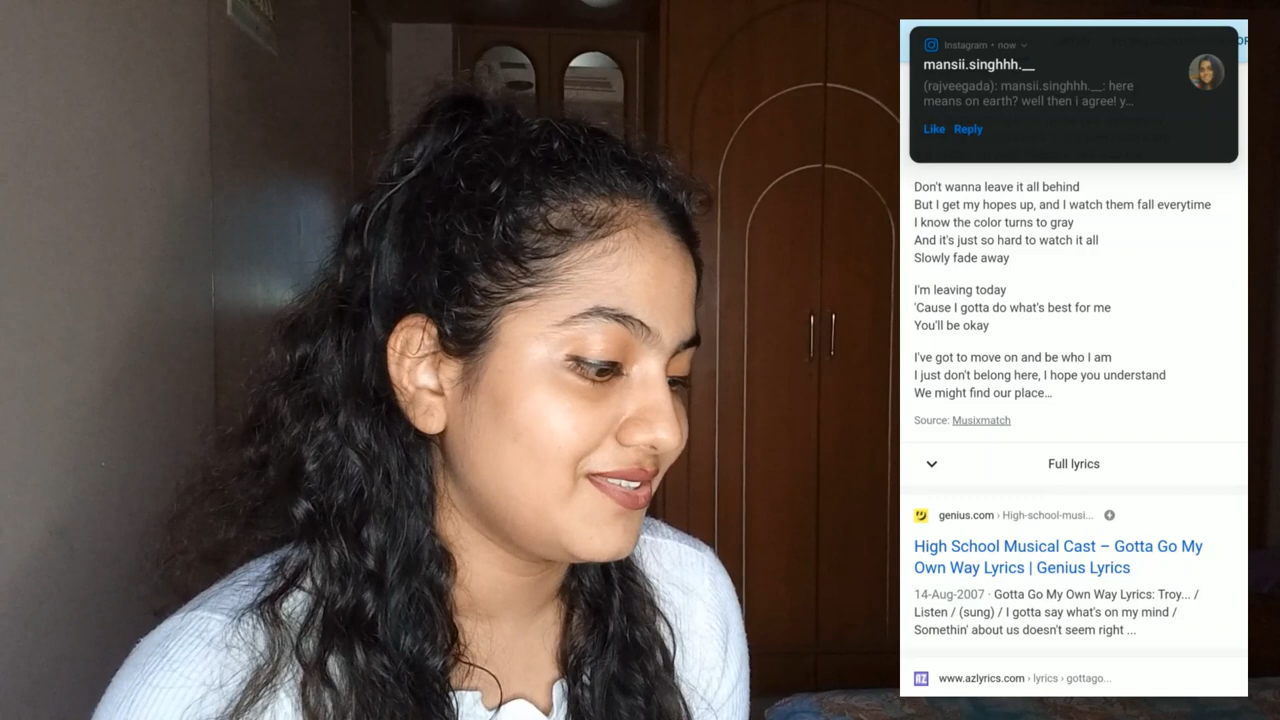 Instagram • now
mansii.singhhh.__
(rajveegada): mansii.singhhh.__: here
means on earth? well then i agree! y…
Like Reply
Don't wanna leave it all behind
But I get my hopes up, and I watch them fall everytime
I know the color turns to gray
And it's just so hard to watch it all
Slowly fade away
I'm leaving today
'Cause I gotta do what's best for me
You'll be okay
I've got to move on and be who I am
I just don't belong here, I hope you understand
We might find our place…
Source: Musixmatch
Full lyrics
genius.com › High-school-musi...
High School Musical Cast – Gotta Go My
Own Way Lyrics | Genius Lyrics
14-Aug-2007 · Gotta Go My Own Way Lyrics: Troy... /
Listen / (sung) / I gotta say what's on my mind /
Somethin' about us doesn't seem right ...
AZ
www.azlyrics.com › lyrics › gottago...